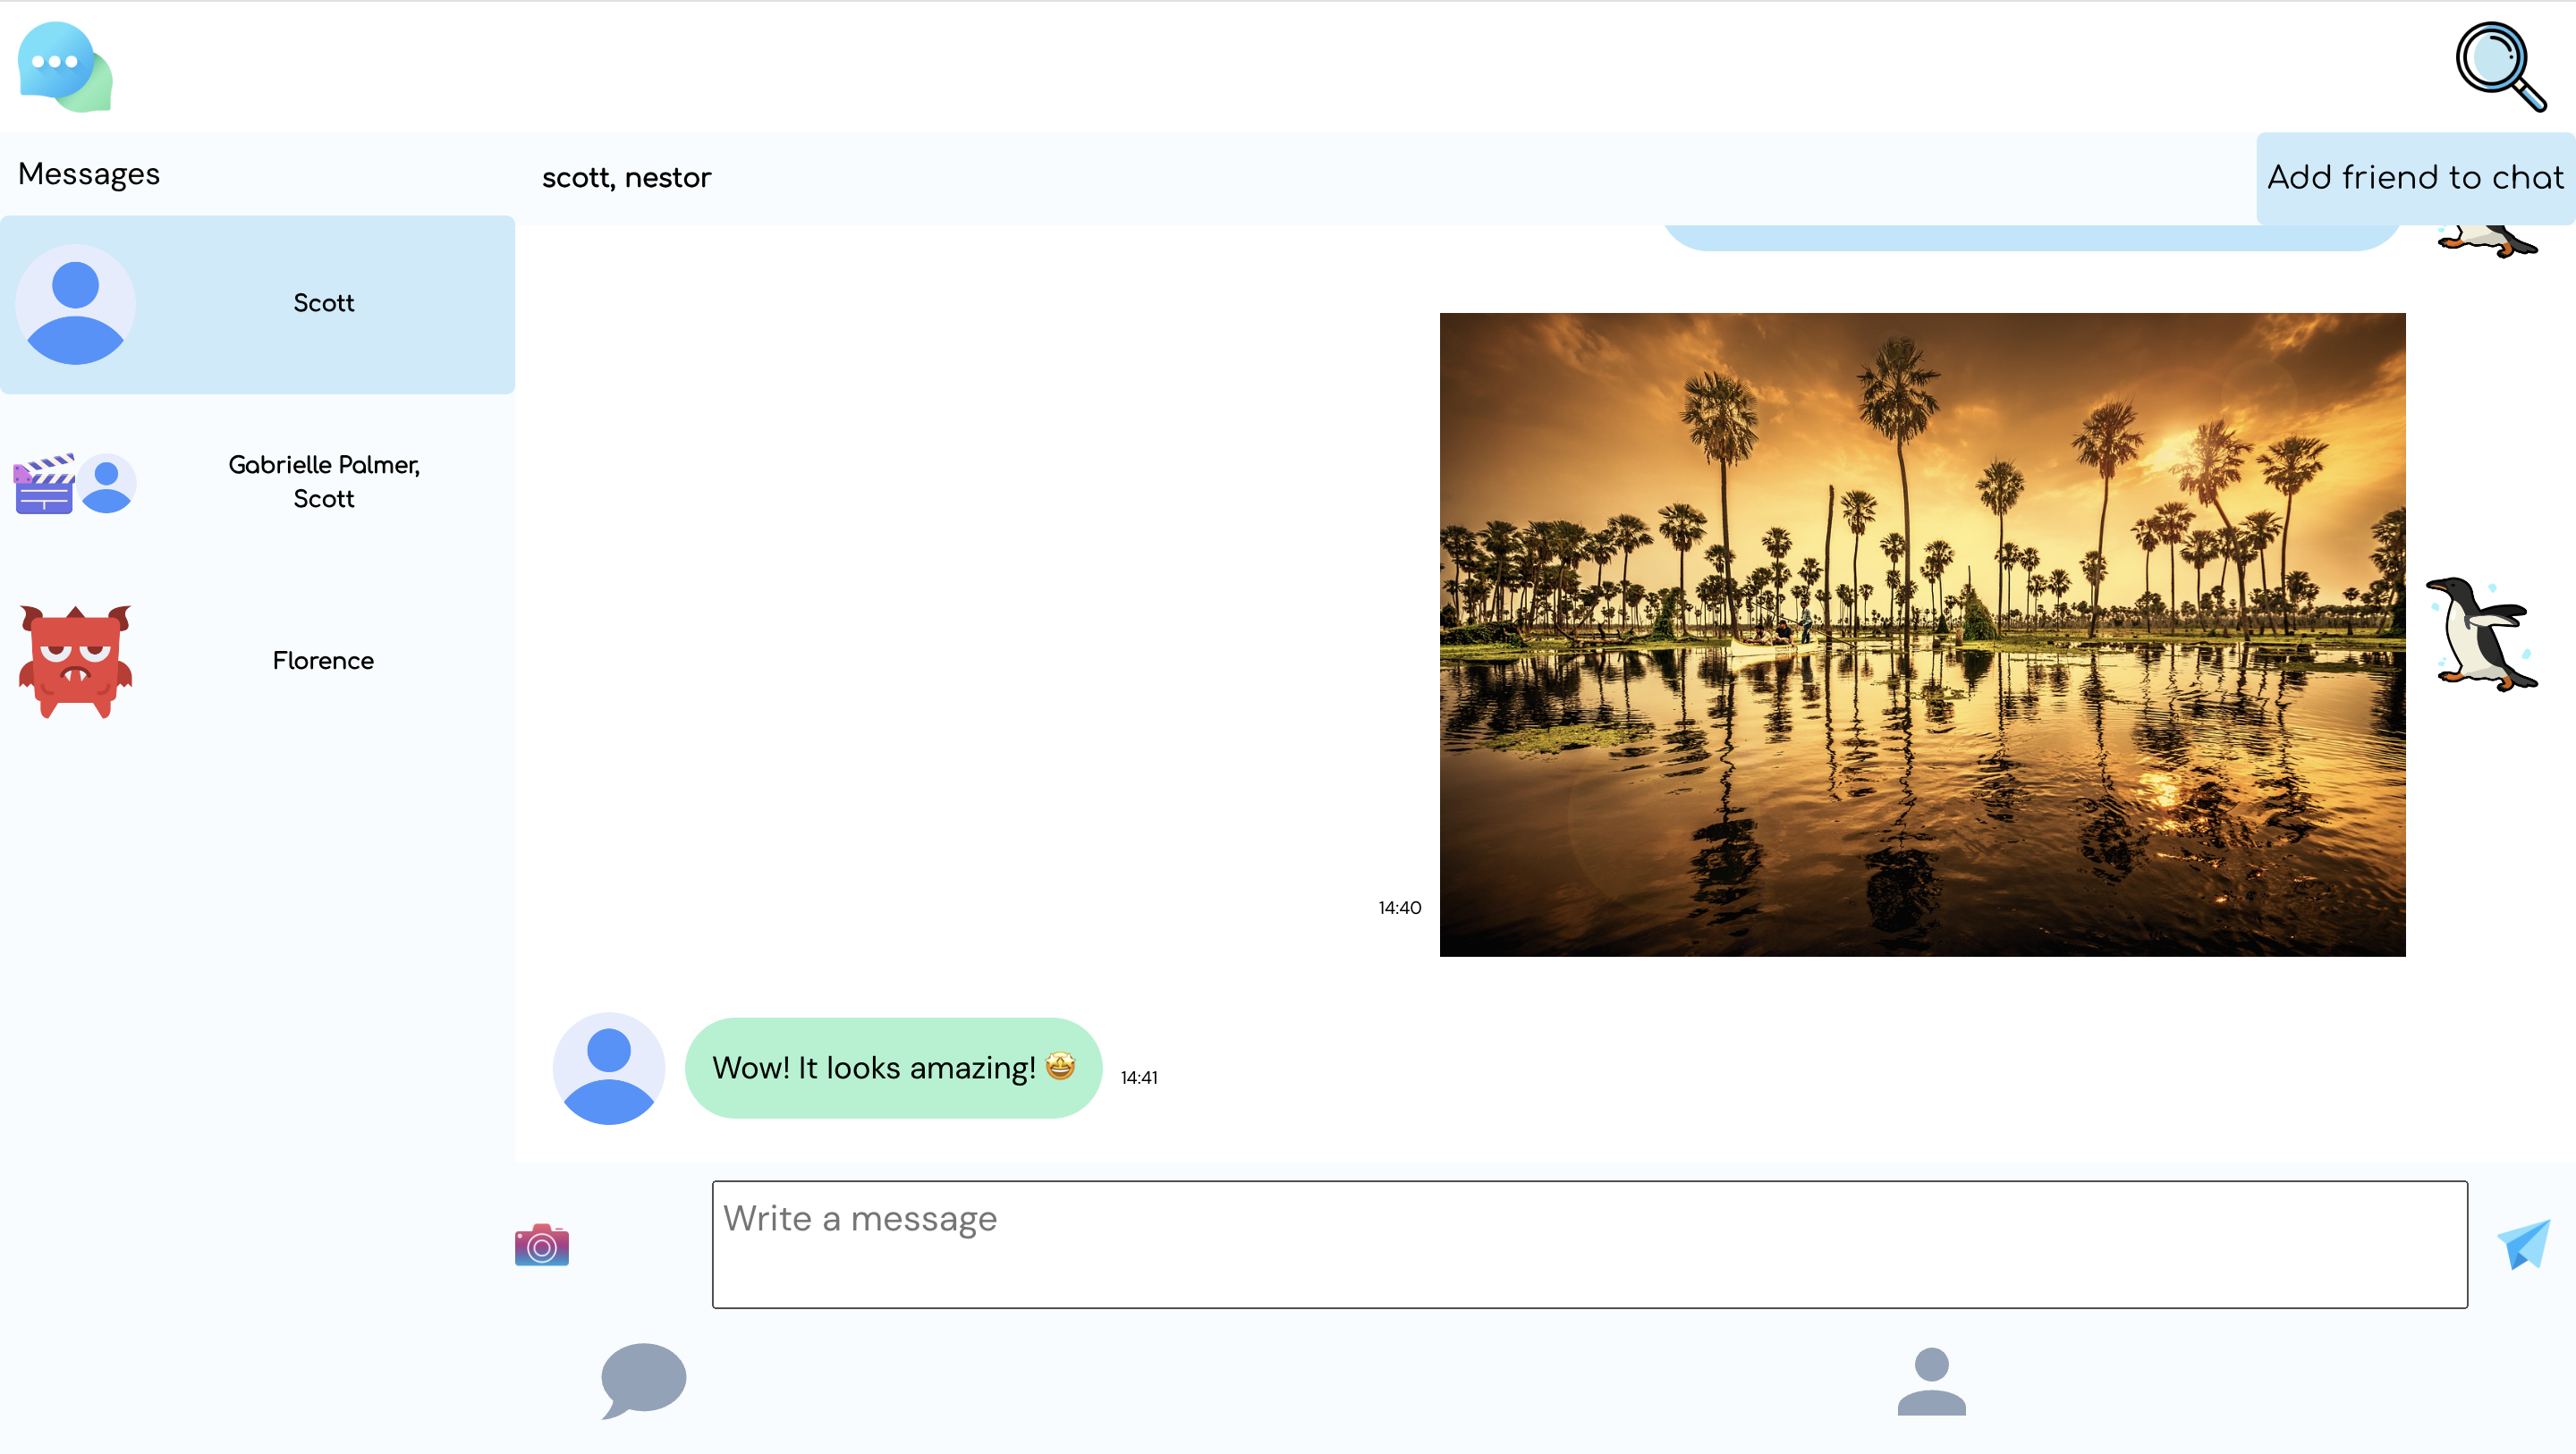 Messages
scott, nestor
Add friend to chat
Scott
Gabrielle Palmer,
Scott
Florence
14:40
Wow! It looks amazing! 🤩
14:41
Write a message